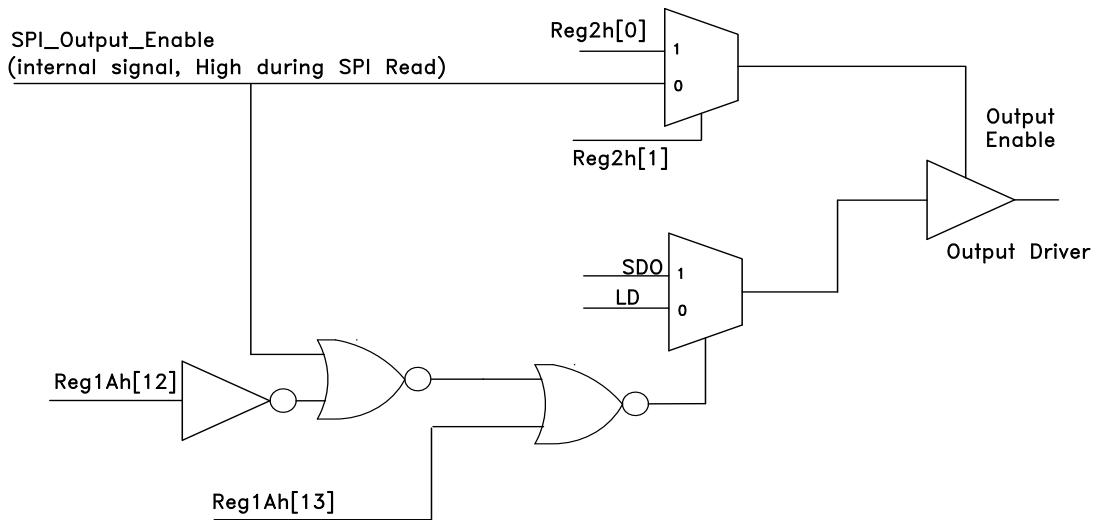 SPI_Output_Enable
(internal signal, High during SPI Read)
Reg2h[0]
1
0
Reg2h[1]
Output
Enable
Output Driver
SDO
1
LD
0
Reg1Ah[12]
Reg1Ah[13]